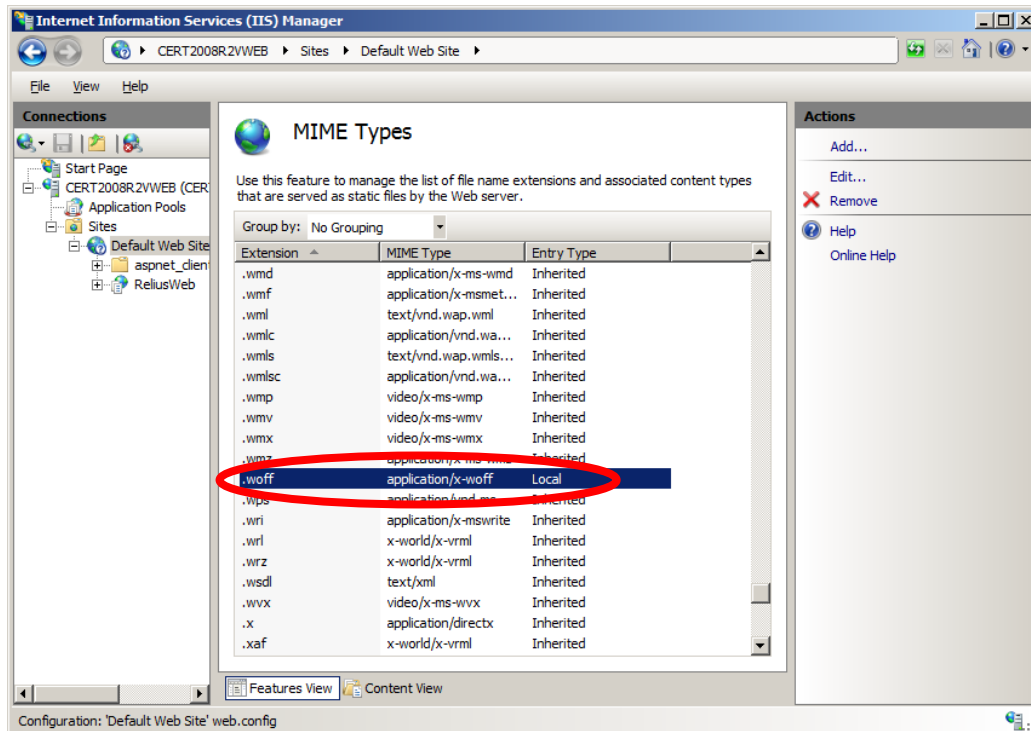 Internet Information Services (IIS) Manager
CERT2008R2VWEB Sites Default Web Site
File View Help
Connections
Start Page
CERT2008R2VWEB (CER
Application Pools
Sites
Default Web Site
aspnet_clien
ReliusWeb
MIME Types
Use this feature to manage the list of file name extensions and associated content types
that are served as static files by the Web server.
Group by: No Grouping
Extension MIME Type Entry Type
.wmd application/x-ms-wmd Inherited
.wmf application/x-msmet... Inherited
.wml text/vnd.wap.wml Inherited
.wmlc application/vnd.wa... Inherited
.wmls text/vnd.wap.wmls... Inherited
.wmlsc application/vnd.wa... Inherited
.wmp video/x-ms-wmp Inherited
.wmv video/x-ms-wmv Inherited
.wmx video/x-ms-wmx Inherited
.wmz Inherited
.woff application/x-woff Local
.wps Inherited
.wri application/x-mswrite Inherited
.wrl x-world/x-vrml Inherited
.wrz x-world/x-vrml Inherited
.wsdl text/xml Inherited
.wvx video/x-ms-wvx Inherited
.x application/directx Inherited
.xaf x-world/x-vrml Inherited
Features View Content View
Actions
Add...
Edit...
Remove
Help
Online Help
Configuration: 'Default Web Site' web.config